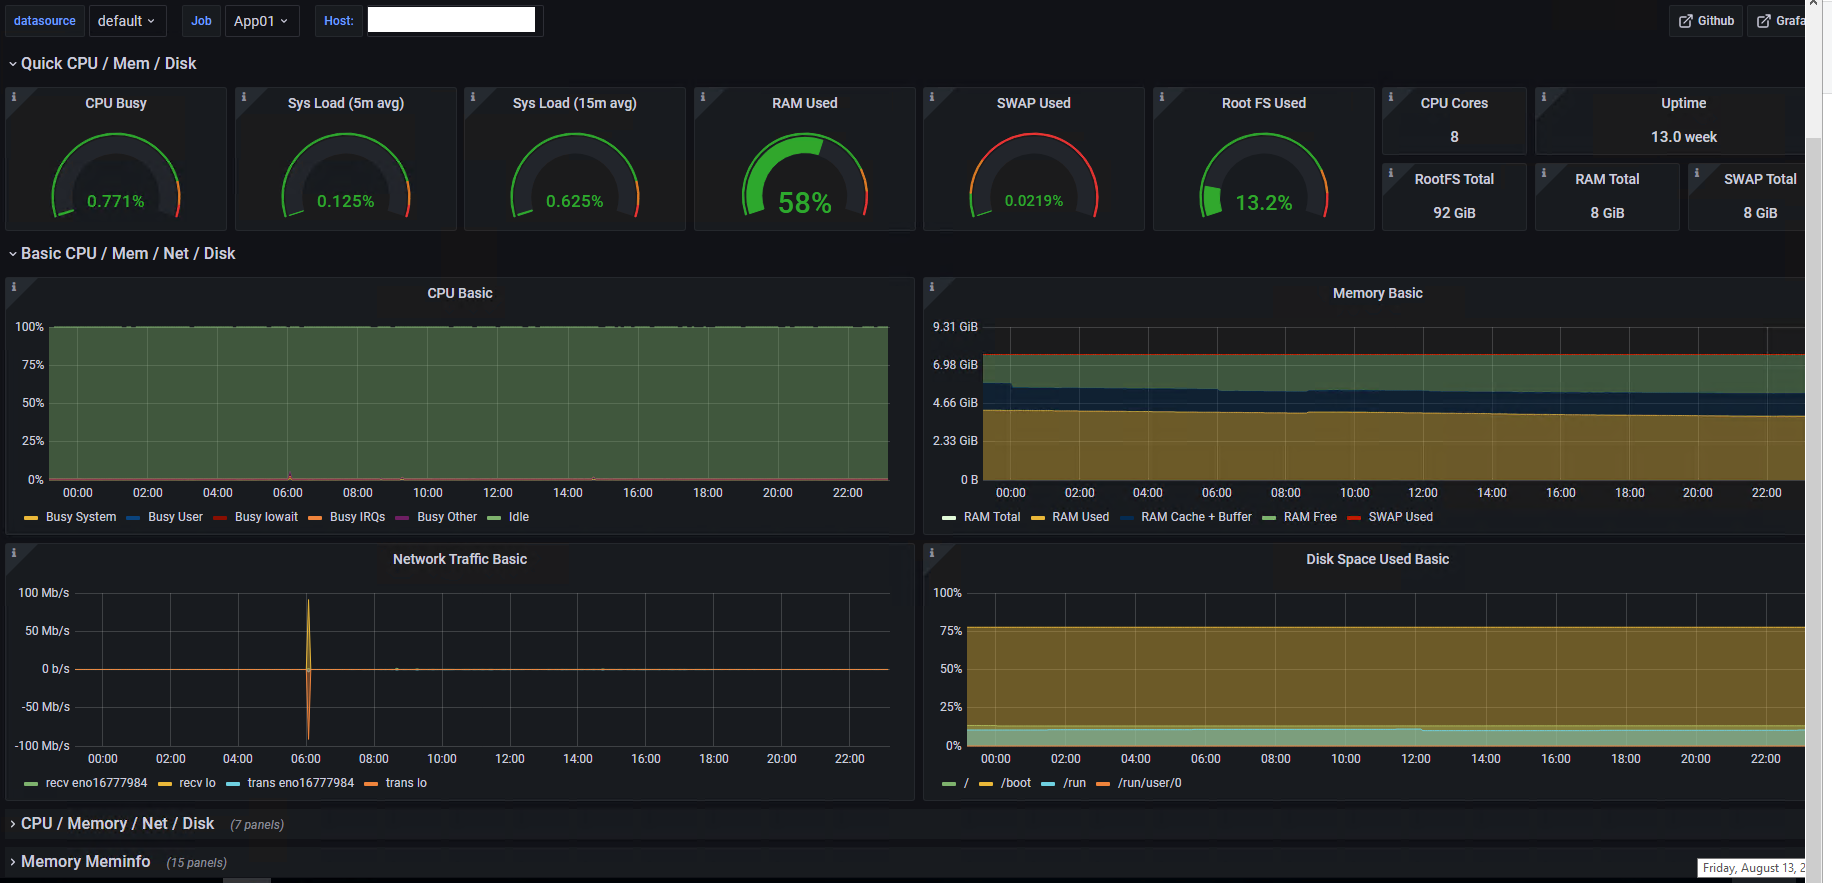 datasource default Job App01 Host: Github Grafa
Quick CPU / Mem / Disk
CPU Busy
0.771%
Sys Load (5m avg)
0.125%
Sys Load (15m avg)
0.625%
RAM Used
58%
SWAP Used
0.0219%
Root FS Used
13.2%
CPU Cores
8
Uptime
13.0 week
RootFS Total
92 GiB
RAM Total
8 GiB
SWAP Total
8 GiB
Basic CPU / Mem / Net / Disk
CPU Basic
100%
75%
50%
25%
0%
00:00 02:00 04:00 06:00 08:00 10:00 12:00 14:00 16:00 18:00 20:00 22:00
Busy System Busy User Busy Iowait Busy IRQs Busy Other Idle
Memory Basic
9.31 GiB
6.98 GiB
4.66 GiB
2.33 GiB
0 B
00:00 02:00 04:00 06:00 08:00 10:00 12:00 14:00 16:00 18:00 20:00 22:00
RAM Total RAM Used RAM Cache + Buffer RAM Free SWAP Used
Network Traffic Basic
100 Mb/s
50 Mb/s
0 b/s
-50 Mb/s
-100 Mb/s
00:00 02:00 04:00 06:00 08:00 10:00 12:00 14:00 16:00 18:00 20:00 22:00
recv eno16777984 recv lo trans eno16777984 trans lo
Disk Space Used Basic
100%
75%
50%
25%
0%
00:00 02:00 04:00 06:00 08:00 10:00 12:00 14:00 16:00 18:00 20:00 22:00
/ /boot /run /run/user/0
CPU / Memory / Net / Disk (7 panels)
Memory Meminfo (15 panels)
Friday, August 13, 2